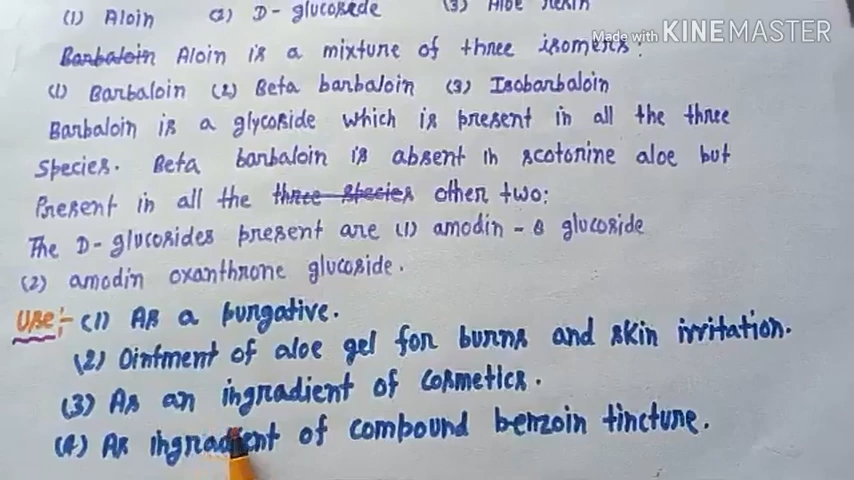 (1) Aloin (2) D-glucoside (3) Aloe resin
Made with KINEMASTER
Barbaloin Aloin is a mixture of three isomers:
(1) Barbaloin (2) Beta barbaloin (3) Isobarbaloin
Barbaloin is a glycoside which is present in all the three
species. Beta barbaloin is absent in scotorine aloe but
Present in all the three species other two:
The D-glucosides present are (1) amodin - B glucoside
(2) amodin oxanthrone glucoside.
Use:- (1) As a purgative.
(2) Ointment of aloe gel for burns and skin irritation.
(3) As an ingradient of cosmetics.
(4) As ingradient of compound benzoin tincture.